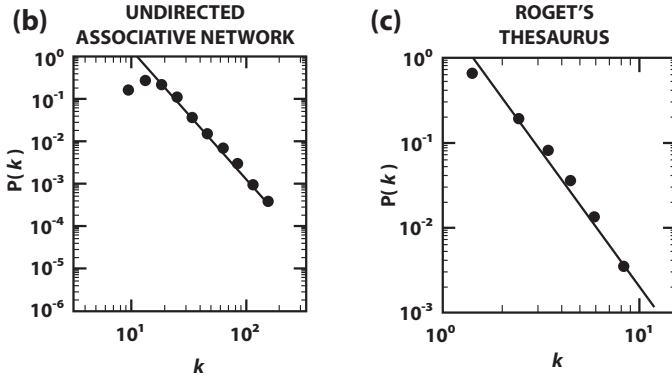 (b)
UNDIRECTED
ASSOCIATIVE NETWORK
10⁰
10⁻¹
10⁻²
10⁻³
10⁻⁴
10⁻⁵
10⁻⁶
P(k)
10¹
10²
k
(c)
ROGET'S
THESAURUS
10⁰
10⁻¹
10⁻²
10⁻³
P(k)
10⁰
10¹
k